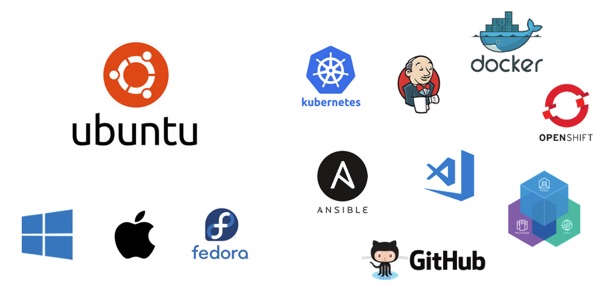 ubuntu
fedora
kubernetes
docker
OPENSHIFT
ANSIBLE
GitHub